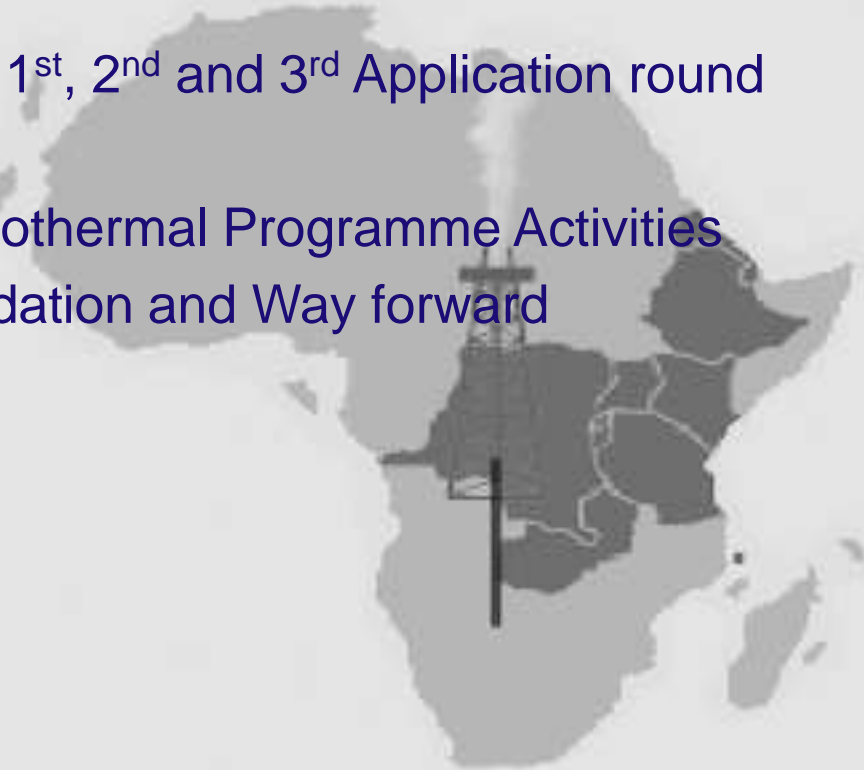 1st, 2nd and 3rd Application round
othermal Programme Activities
dation and Way forward